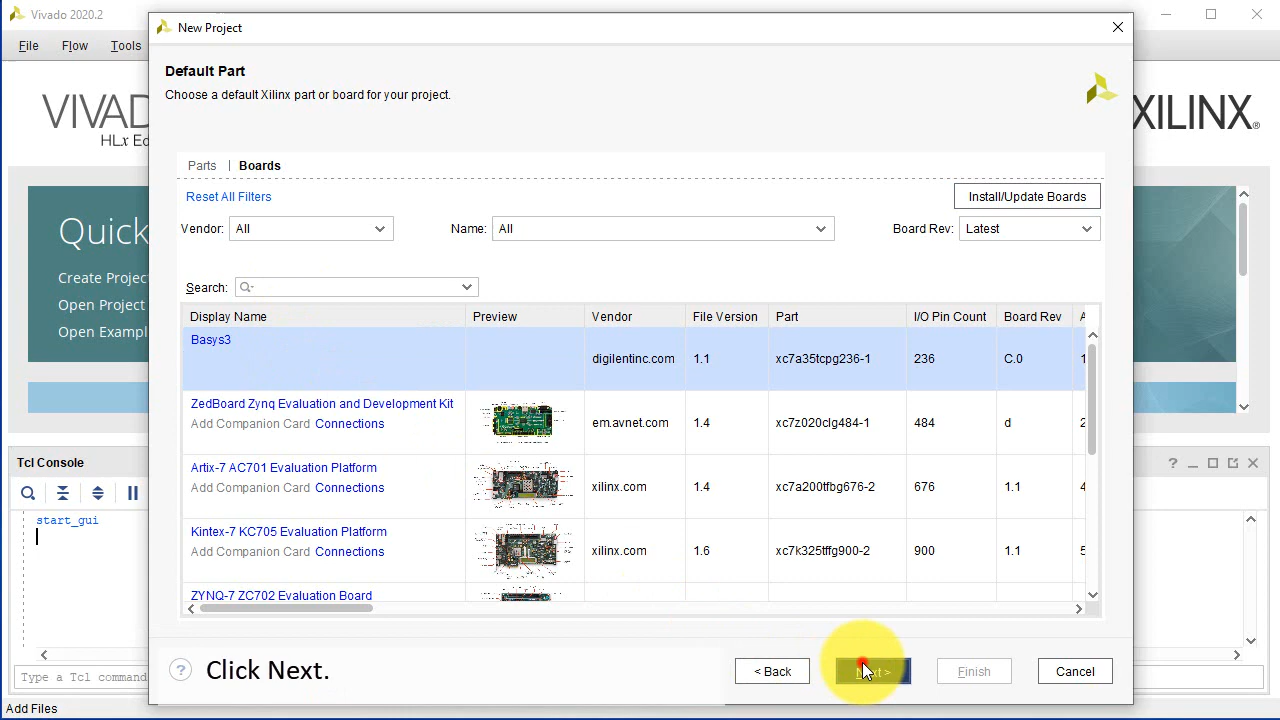 Vivado 2020.2
New Project
File Flow Tools
Default Part
Choose a default Xilinx part or board for your project.
VIVAD
HLx Ed
XILINX®
Parts | Boards
Reset All Filters
Install/Update Boards
Vendor: All Name: All Board Rev: Latest
Quick
Create Projec
Open Project
Open Exampl
Search:
Display Name Preview Vendor File Version Part I/O Pin Count Board Rev A
Basys3 digilentinc.com 1.1 xc7a35tcpg236-1 236 C.0 1
ZedBoard Zynq Evaluation and Development Kit
Add Companion Card Connections
em.avnet.com 1.4 xc7z020clg484-1 484 d 2
Artix-7 AC701 Evaluation Platform
Add Companion Card Connections
xilinx.com 1.4 xc7a200tfbg676-2 676 1.1 4
Kintex-7 KC705 Evaluation Platform
Add Companion Card Connections
xilinx.com 1.6 xc7k325tffg900-2 900 1.1 5
ZYNQ-7 ZC702 Evaluation Board
Tcl Console
start_gui
Type a Tcl command
? Click Next.
< Back Next > Finish Cancel
Add Files